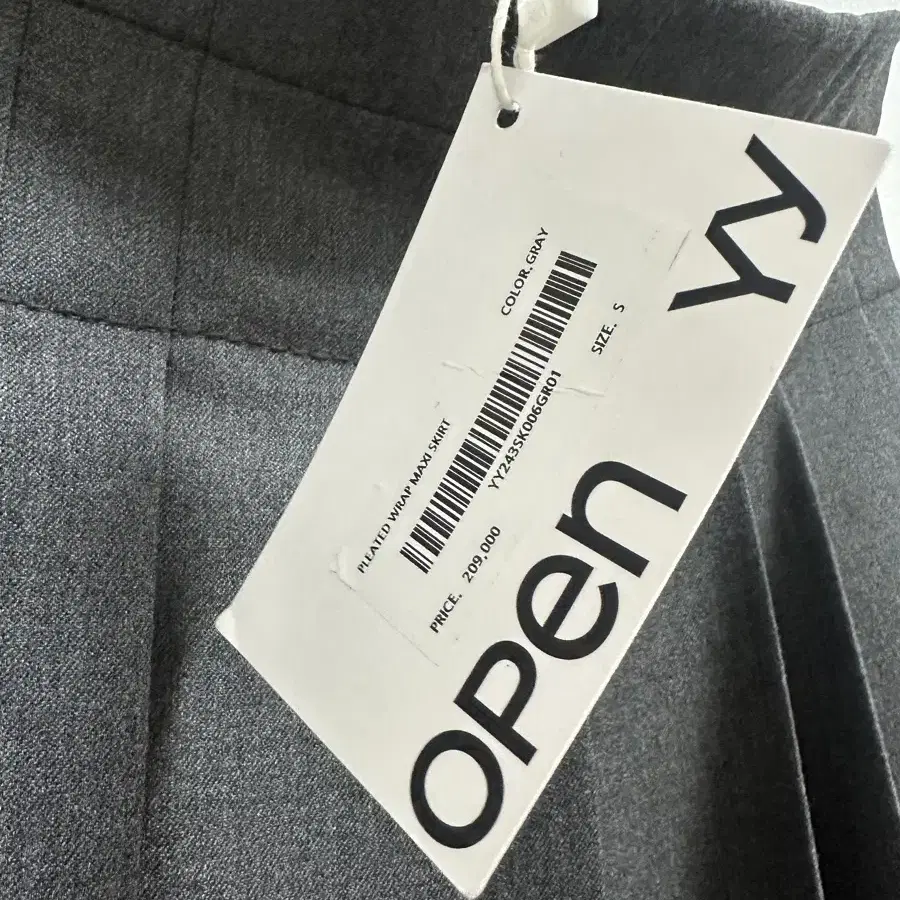 OPEN YY
PLEATED WRAP MAXI SKIRT
COLOR. GRAY
YY243SK006GR01
PRICE. 209,000
SIZE. S